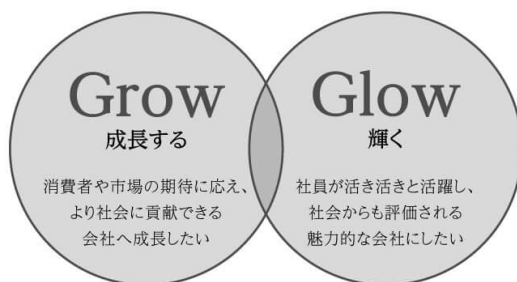 Grow
成長する
消費者や市場の期待に応え、
より社会に貢献できる
会社へ成長したい
Glow
輝く
社員が活き活きと活躍し、
社会からも評価される
魅力的な会社にしたい